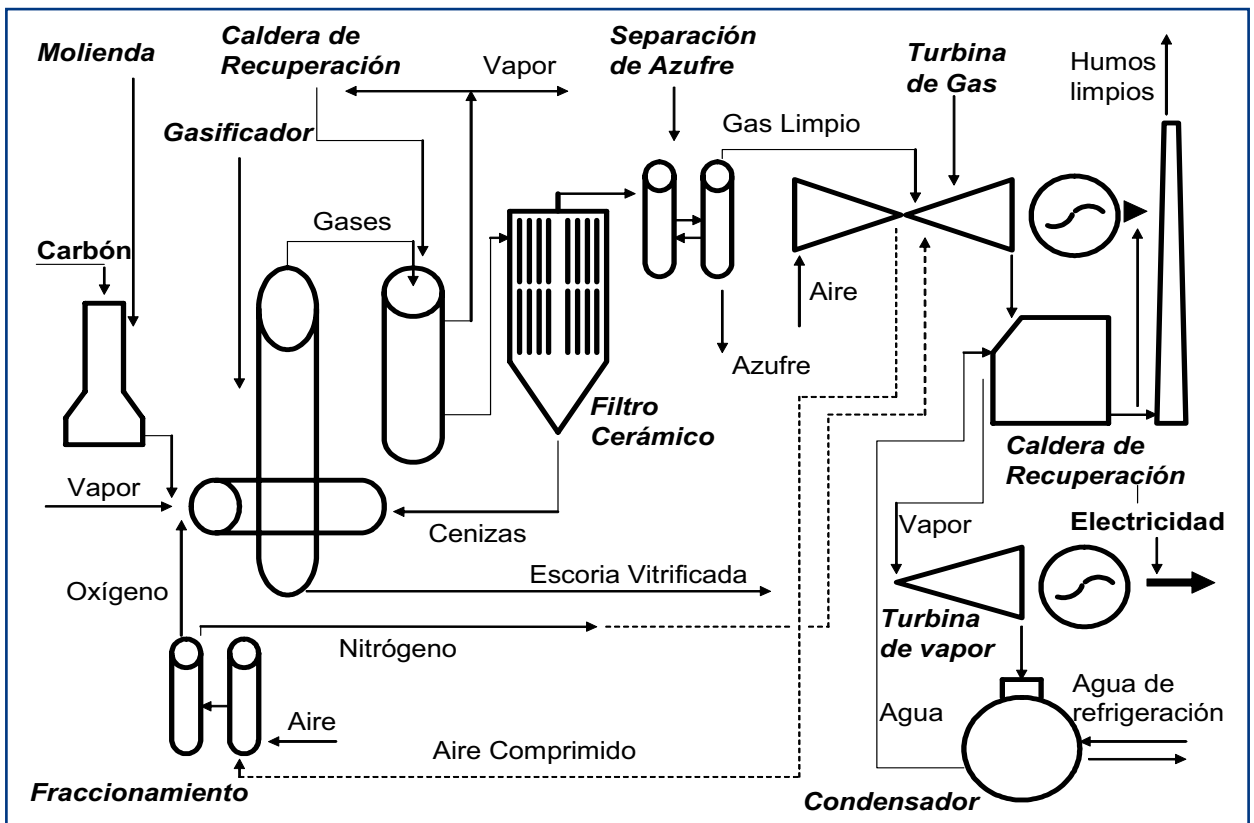 Molienda
Caldera de
Recuperación
Vapor
Separación
de Azufre
Turbina
de Gas
Humos
limpios
Gasificador
Gas Limpio
Gases
Carbón
Aire
Azufre
Filtro
Cerámico
Caldera de
Recuperación
Vapor
Cenizas
Vapor
Electricidad
Oxígeno
Escoria Vitrificada
Turbina
de vapor
Nitrógeno
Agua de
refrigeración
Agua
Aire
Aire Comprimido
Fraccionamiento
Condensador